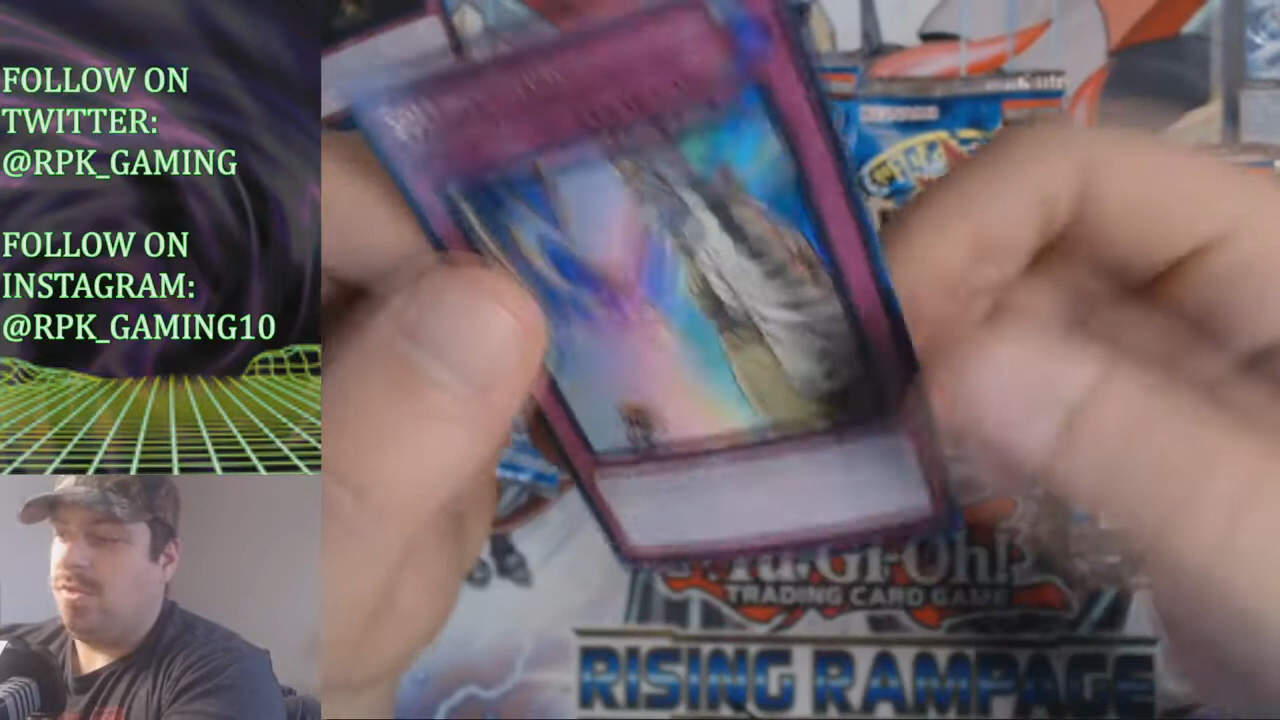 FOLLOW ON
TWITTER:
@RPK_GAMING
FOLLOW ON
INSTAGRAM:
@RPK_GAMING10
Yu-Gi-Oh!
TRADING CARD GAME
RISING RAMPAGE